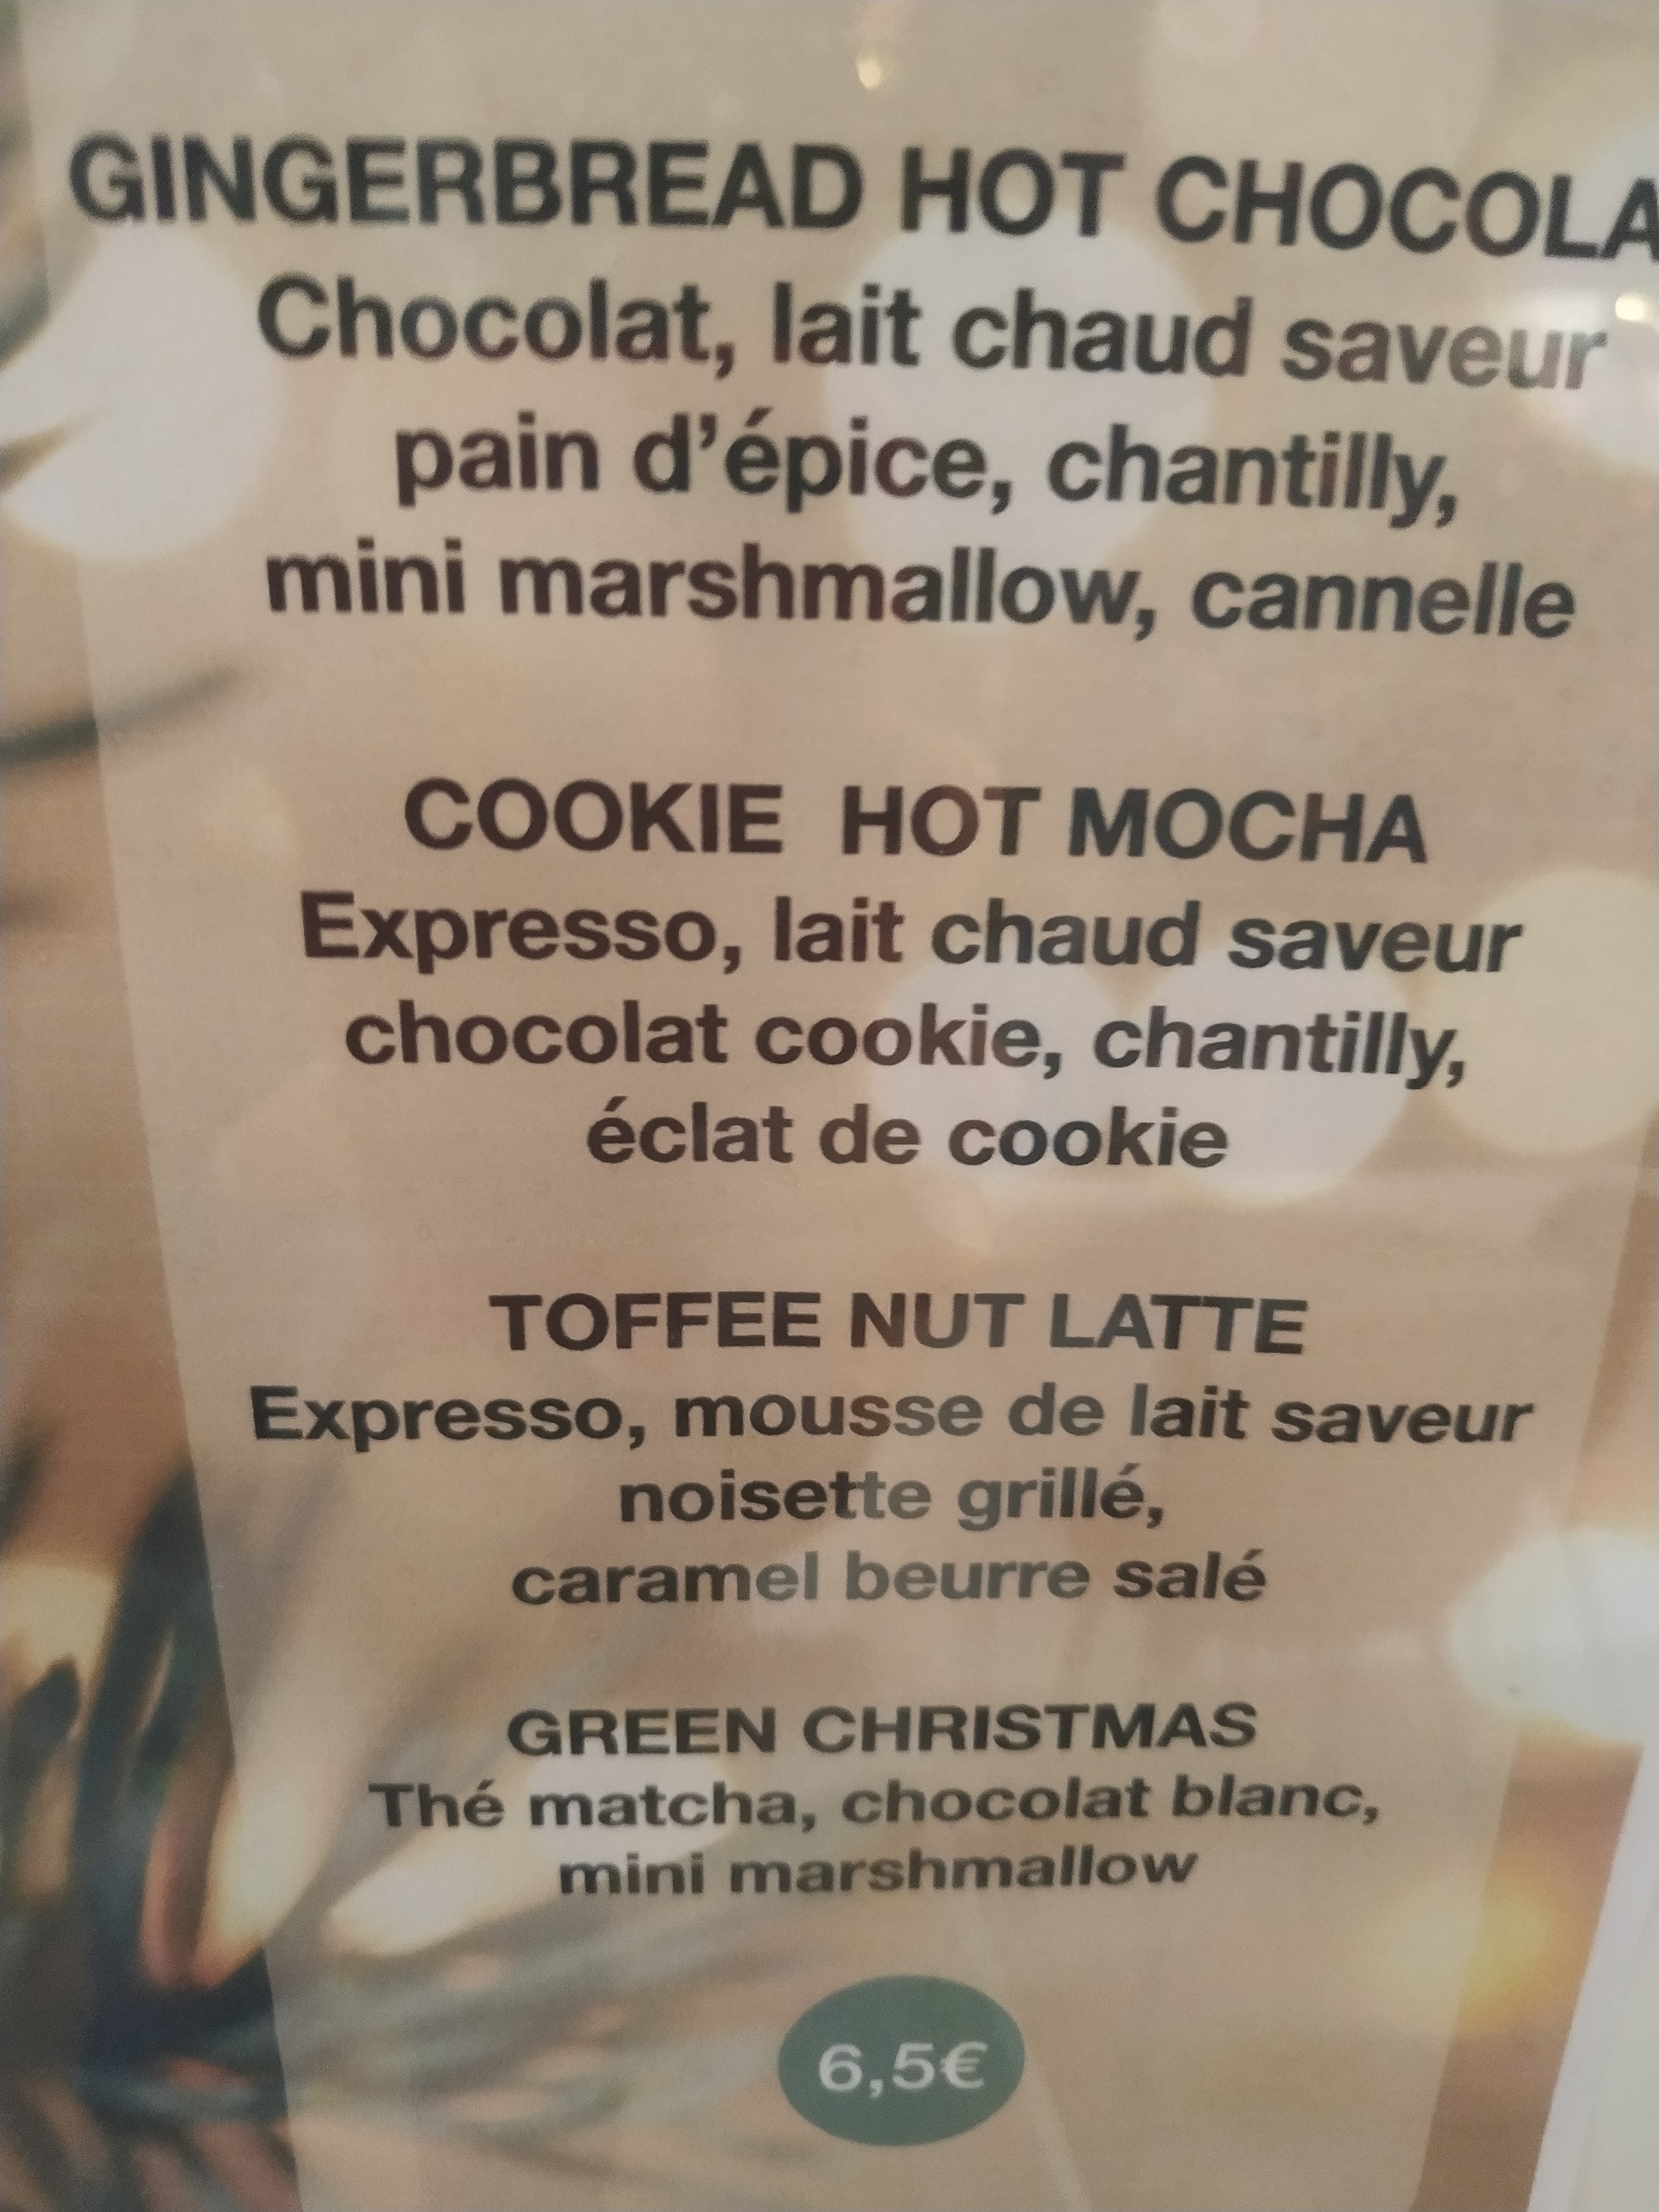 GINGERBREAD HOT CHOCOLA
Chocolat, lait chaud saveur
pain d'épice, chantilly,
mini marshmallow, cannelle
COOKIE HOT MOCHA
Expresso, lait chaud saveur
chocolat cookie, chantilly,
éclat de cookie
TOFFEE NUT LATTE
Expresso, mousse de lait saveur
noisette grillé,
caramel beurre salé
GREEN CHRISTMAS
Thé matcha, chocolat blanc,
mini marshmallow
6,5€